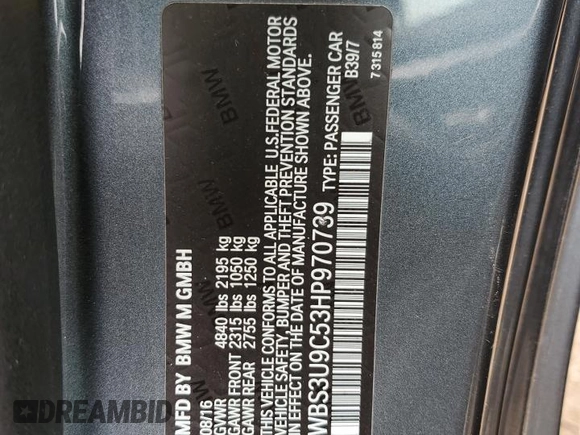 MFD BY BMW M GMBH
08/16
GVWR 4840 lbs 2195 kg
GAWR FRONT 2315 lbs 1050 kg
GAWR REAR 2755 lbs 1250 kg
THIS VEHICLE CONFORMS TO ALL APPLICABLE U.S.FEDERAL MOTOR
VEHICLE SAFETY, BUMPER AND THEFT PREVENTION STANDARDS
IN EFFECT ON THE DATE OF MANUFACTURE SHOWN ABOVE.
WBS3U9C53HP970739 TYPE: PASSENGER CAR
B39/7
7 315 814
BMW
BMW
BMW
DREAMBID